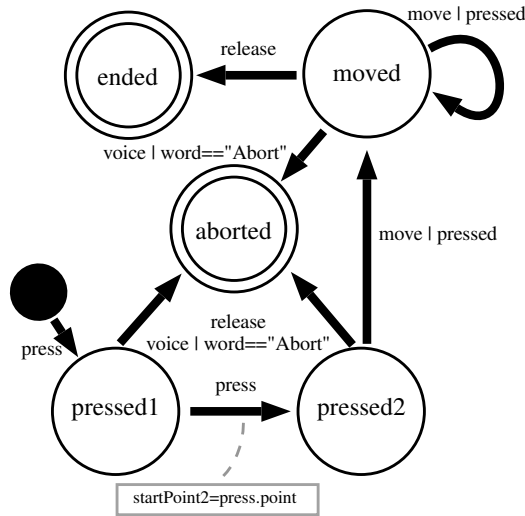 move | pressed
release
ended
moved
voice | word=="Abort"
aborted
move | pressed
release
voice | word=="Abort"
press
press
pressed1
pressed2
startPoint2=press.point